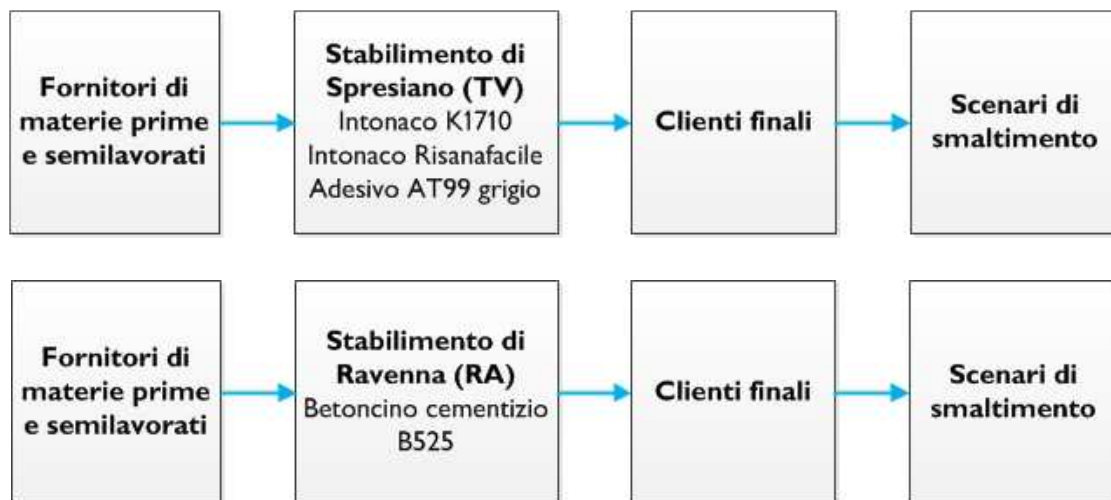 Fornitori di
materie prime
e semilavorati
Stabilimento di
Spresiano (TV)
Intonaco K1710
Intonaco Risanafacile
Adesivo AT99 grigio
Clienti finali
Scenari di
smaltimento
Fornitori di
materie prime
e semilavorati
Stabilimento di
Ravenna (RA)
Betoncino cementizio
B525
Clienti finali
Scenari di
smaltimento